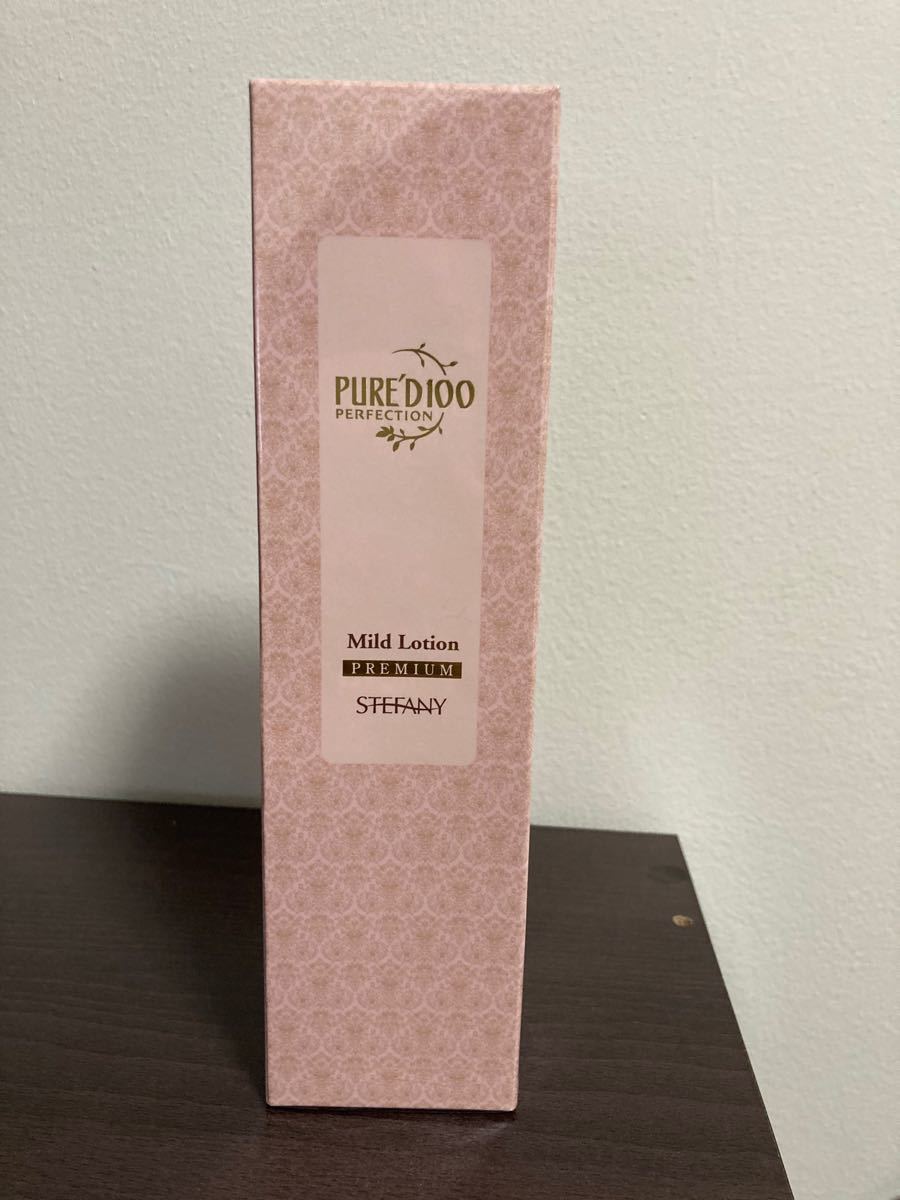 PURE'D100
PERFECTION
Mild Lotion
PREMIUM
STEFANY